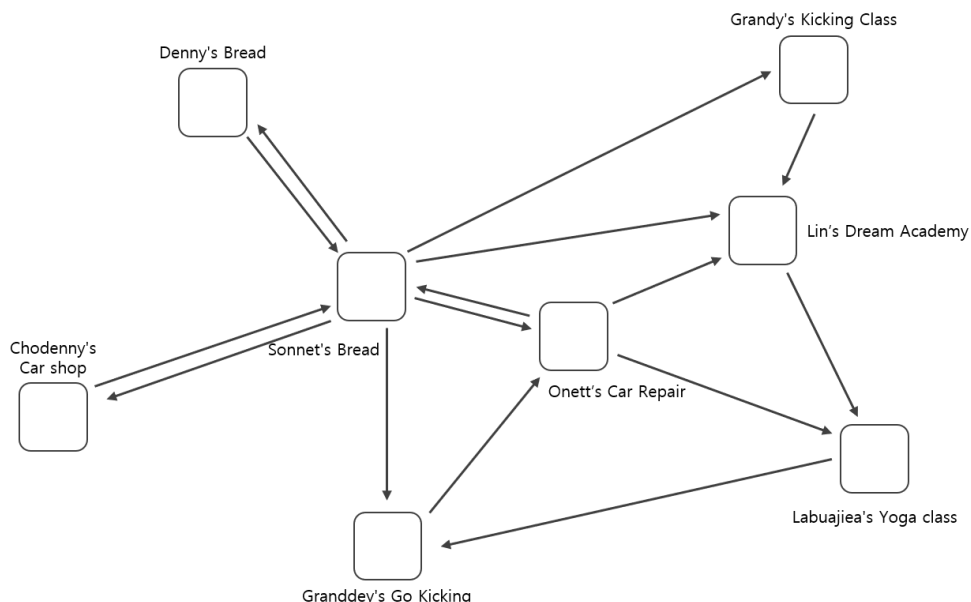 Grandy's Kicking Class
Denny's Bread
Lin's Dream Academy
Sonnet's Bread
Chodenny's
Car shop
Onett's Car Repair
Labuajiea's Yoga class
Granddev's Go Kicking